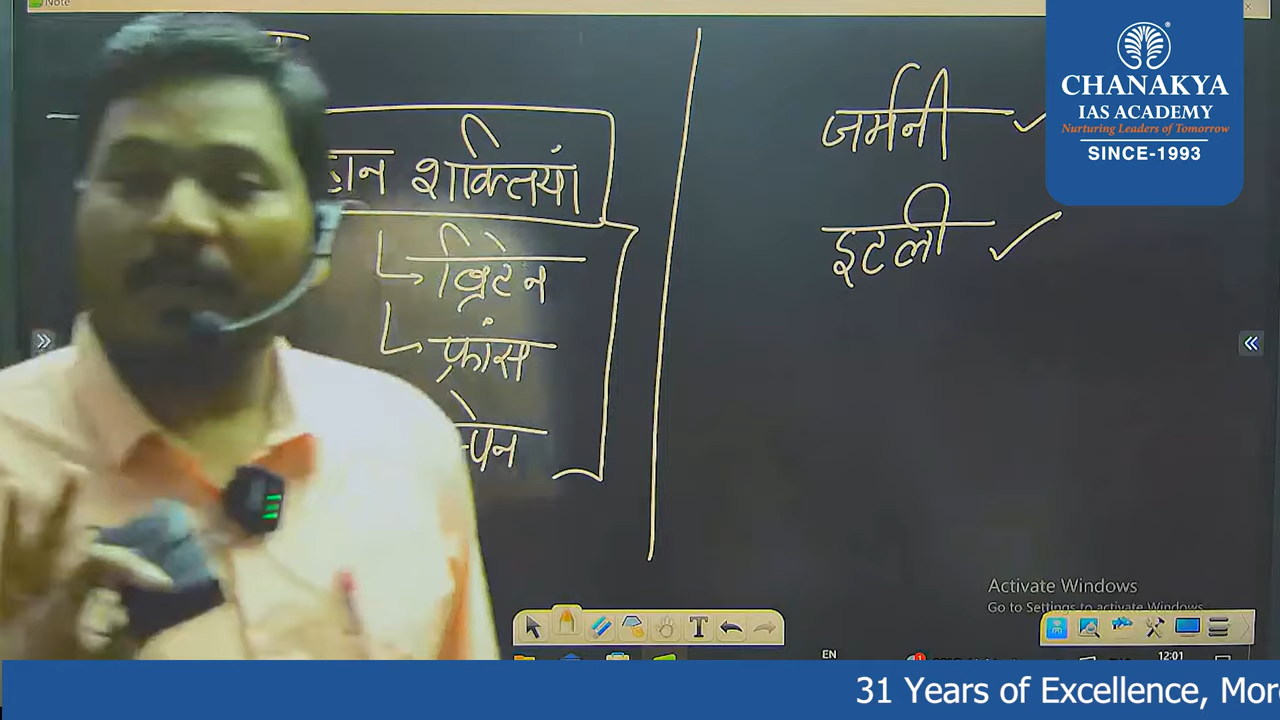 Note
शक्तियां
ब्रिटेन
फ्रांस
जर्मनी
इटली
CHANAKYA
IAS ACADEMY
Nurturing Leaders of Tomorrow
SINCE-1993
Activate Windows
Go to Settings to activate Windows.
T
EN
12:01
31 Years of Excellence, Mor